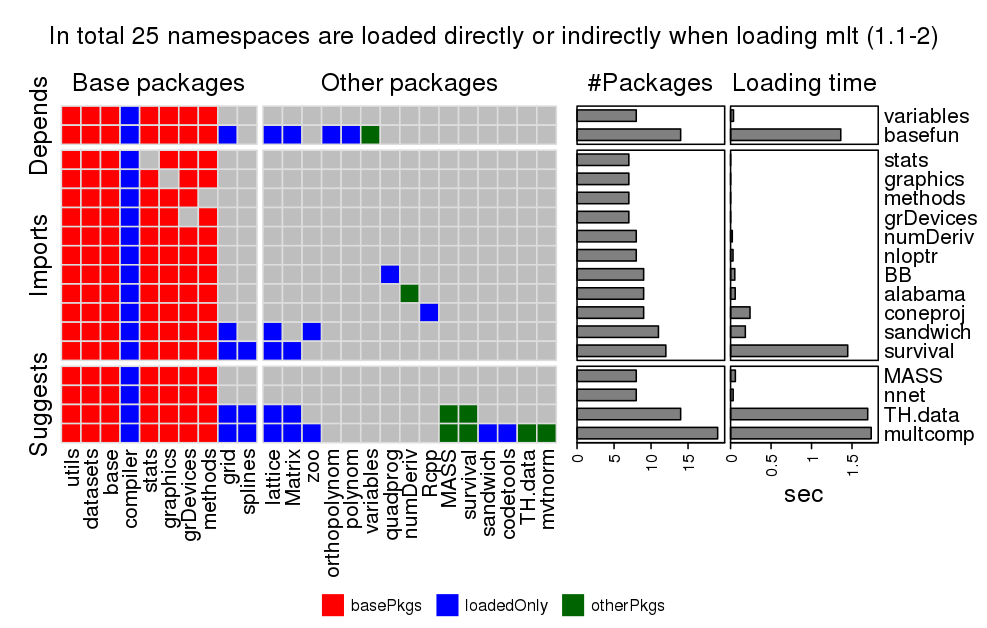 In total 25 namespaces are loaded directly or indirectly when loading mlt (1.1-2)
Base packages
Other packages
#Packages
Loading time
Depends
Imports
Suggests
variables
basefun
stats
graphics
methods
grDevices
numDeriv
nloptr
BB
alabama
coneproj
sandwich
survival
MASS
nnet
TH.data
multcomp
utils
datasets
base
compiler
stats
graphics
grDevices
methods
grid
splines
lattice
Matrix
zoo
orthopolynom
polynom
variables
quadprog
numDeriv
Rcpp
MASS
survival
sandwich
codetools
TH.data
mvtnorm
0
5
10
15
0
0.5
1
1.5
sec
basePkgs
loadedOnly
otherPkgs